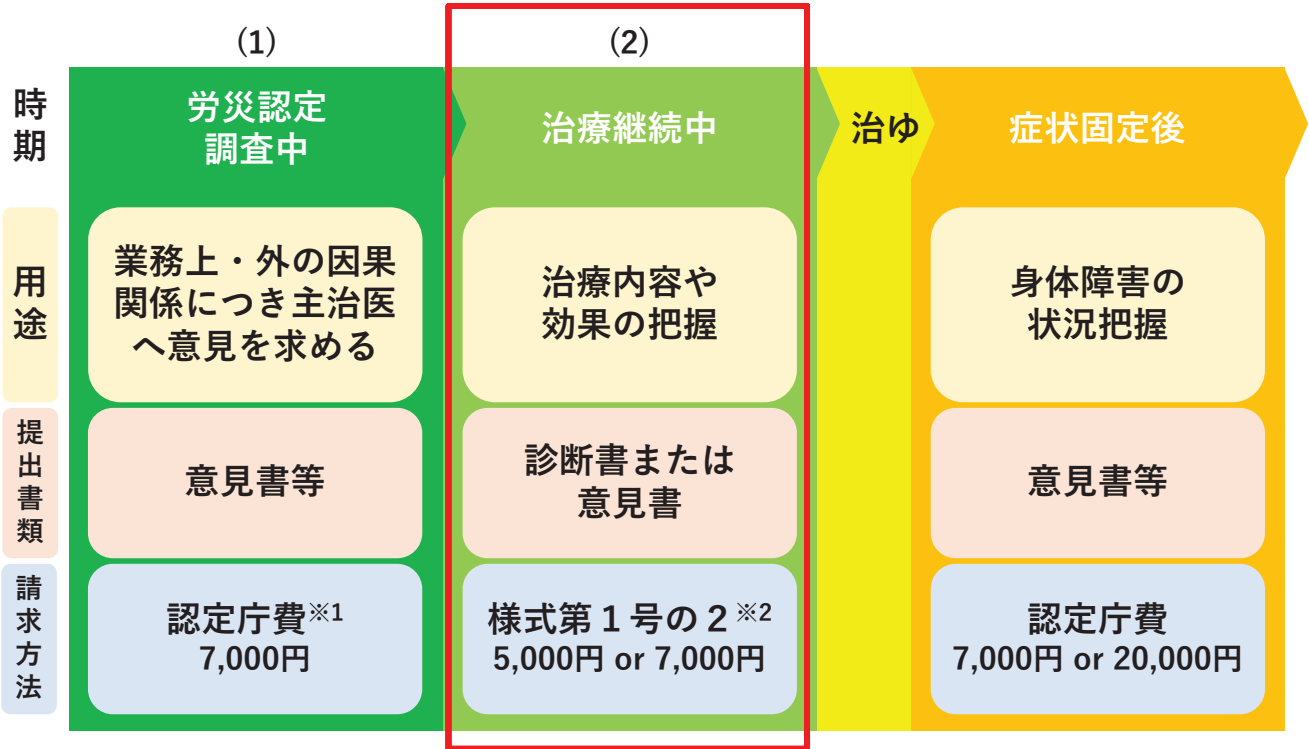 (1)
(2)
時期
労災認定
調査中
治療継続中
治ゆ
症状固定後
用途
業務上・外の因果
関係につき主治医
へ意見を求める
治療内容や
効果の把握
身体障害の
状況把握
提出書類
意見書等
診断書または
意見書
意見書等
請求方法
認定庁費※1
7,000円
様式第1号の2※2
5,000円 or 7,000円
認定庁費
7,000円 or 20,000円